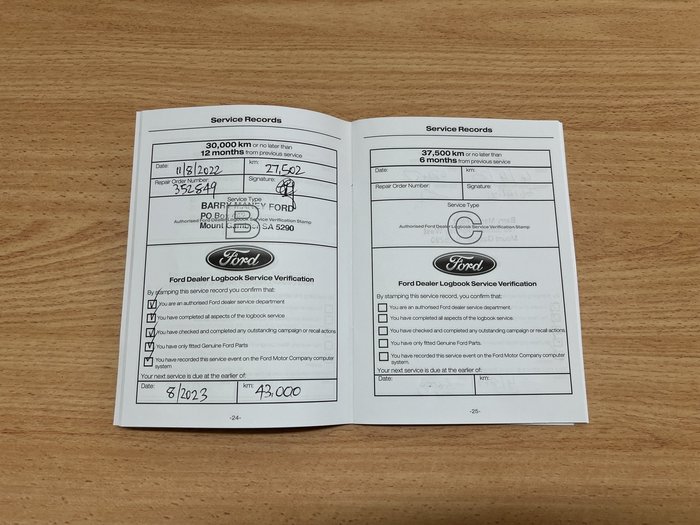 Service Records
30,000 km or no later than
12 months from previous service
Date: 11/8/2022 km: 27,502
Repair Order Number: 352849 Signature:
Service Type
B
BARRY MANEY FORD
Authorised Ford Dealer Logbook Service Verification Stamp
PO Bo
Mount Gambier SA 5290
Ford
Ford Dealer Logbook Service Verification
By stamping this service record you confirm that:
You are an authorised Ford dealer service department
You have completed all aspects of the logbook service
You have checked and completed any outstanding campaign or recall actions
You have only fitted Genuine Ford Parts
You have recorded this service event on the Ford Motor Company computer
system.
Your next service is due at the earlier of:
Date: 8/2023 km: 43,000
-24-
Service Records
37,500 km or no later than
6 months from previous service
Date: km:
Repair Order Number: Signature:
Service Type
C
Authorised Ford Dealer Logbook Service Verification Stamp
Ford
Ford Dealer Logbook Service Verification
By stamping this service record, you confirm that:
You are an authorised Ford dealer service department
You have completed all aspects of the logbook service.
You have checked and completed any outstanding campaign or recall actions
You have only fitted Genuine Ford Parts.
You have recorded this service event on the Ford Motor Company computer
system.
Your next service is due at the earlier of:
Date: km:
-25-